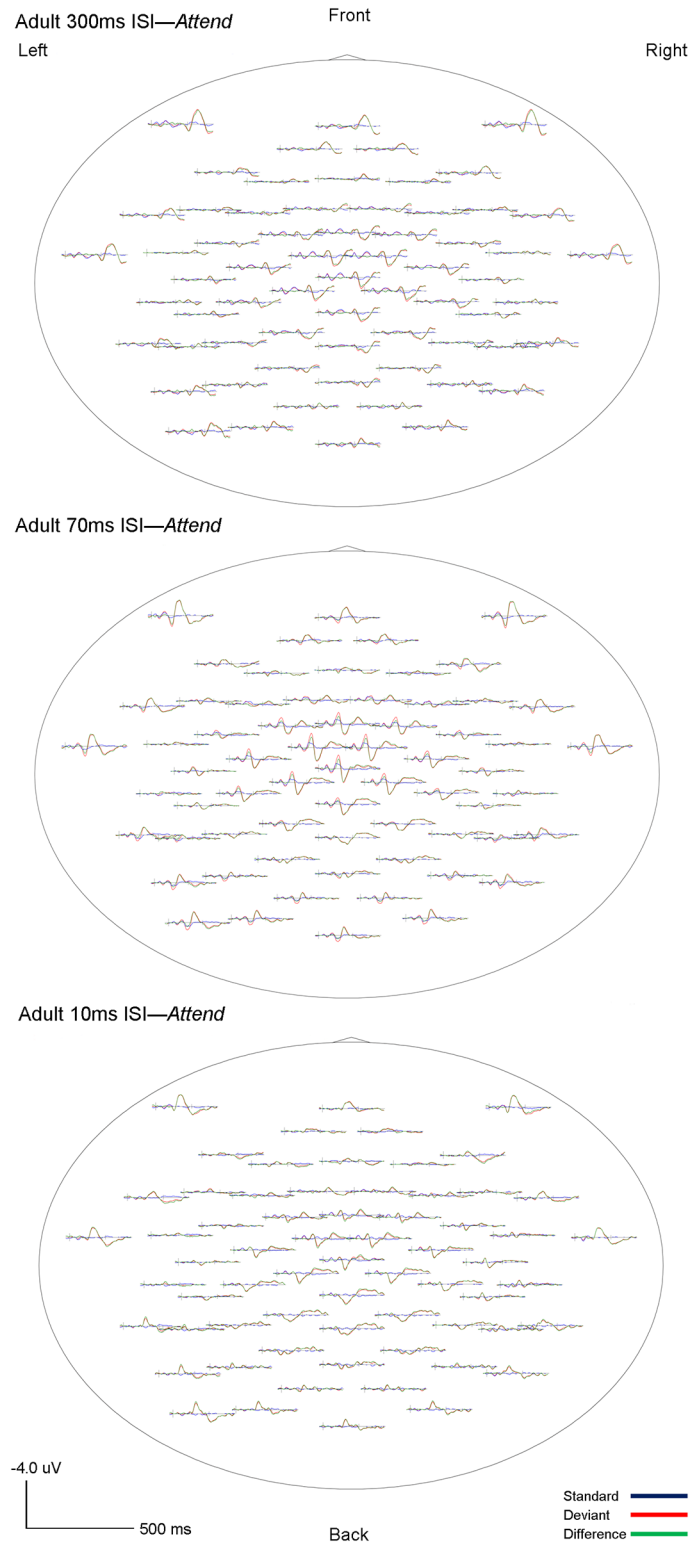 Adult 300ms ISI—Attend
Front
Left
Right
Adult 70ms ISI—Attend
Adult 10ms ISI—Attend
-4.0 uV
500 ms
Back
Standard
Deviant
Difference